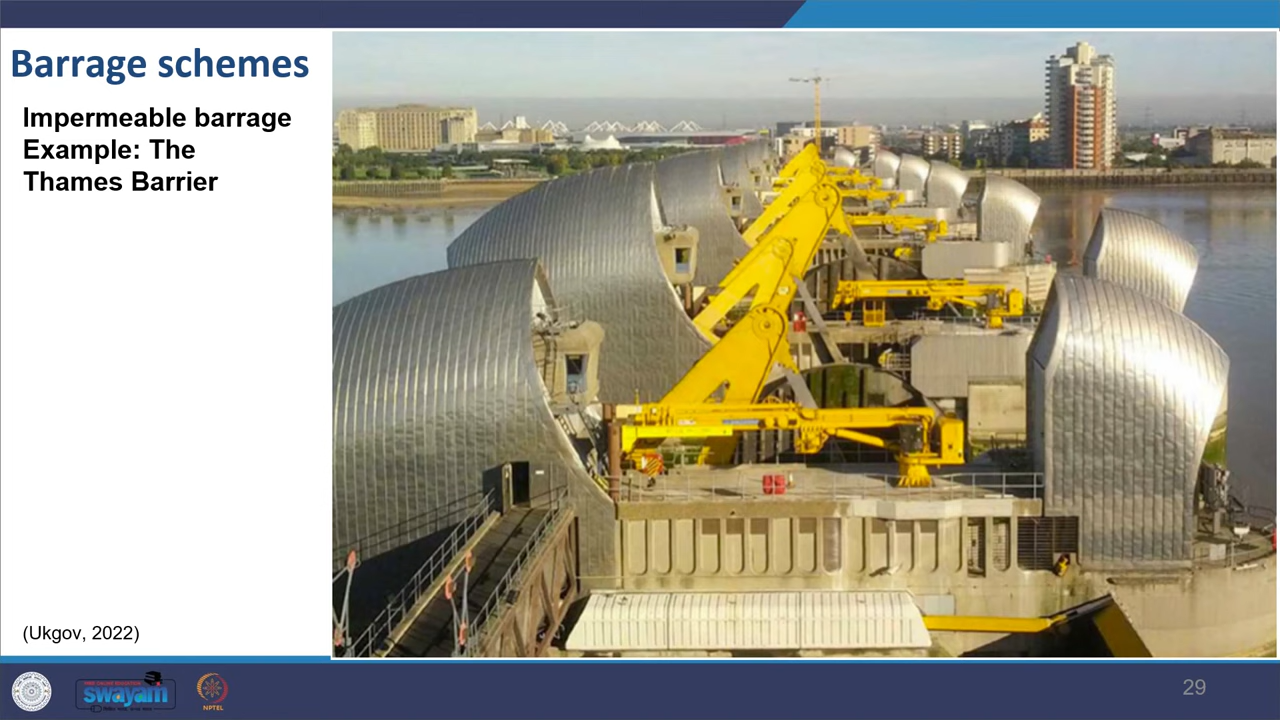 Barrage schemes
Impermeable barrage
Example: The
Thames Barrier
(Ukgov, 2022)
swayam
NPTEL
29